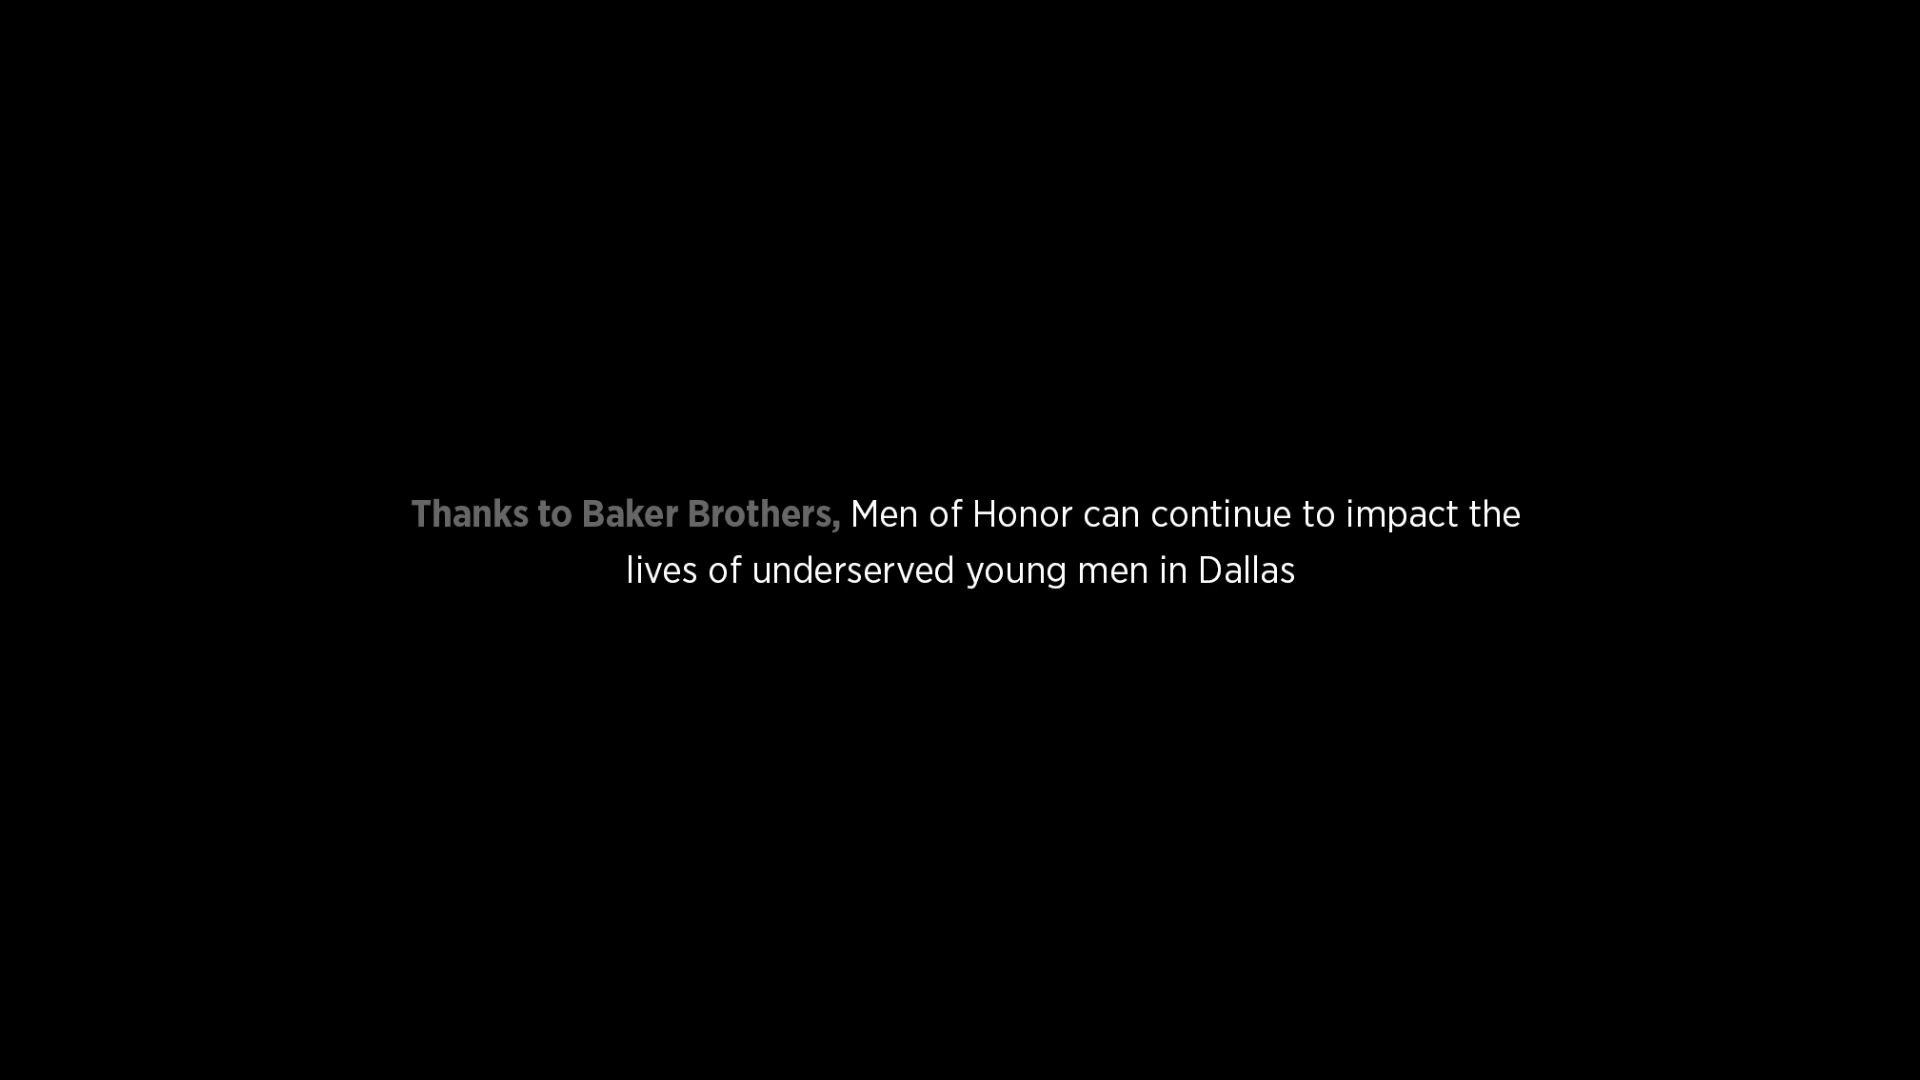 Thanks to Baker Brothers, Men of Honor can continue to impact the
lives of underserved young men in Dallas